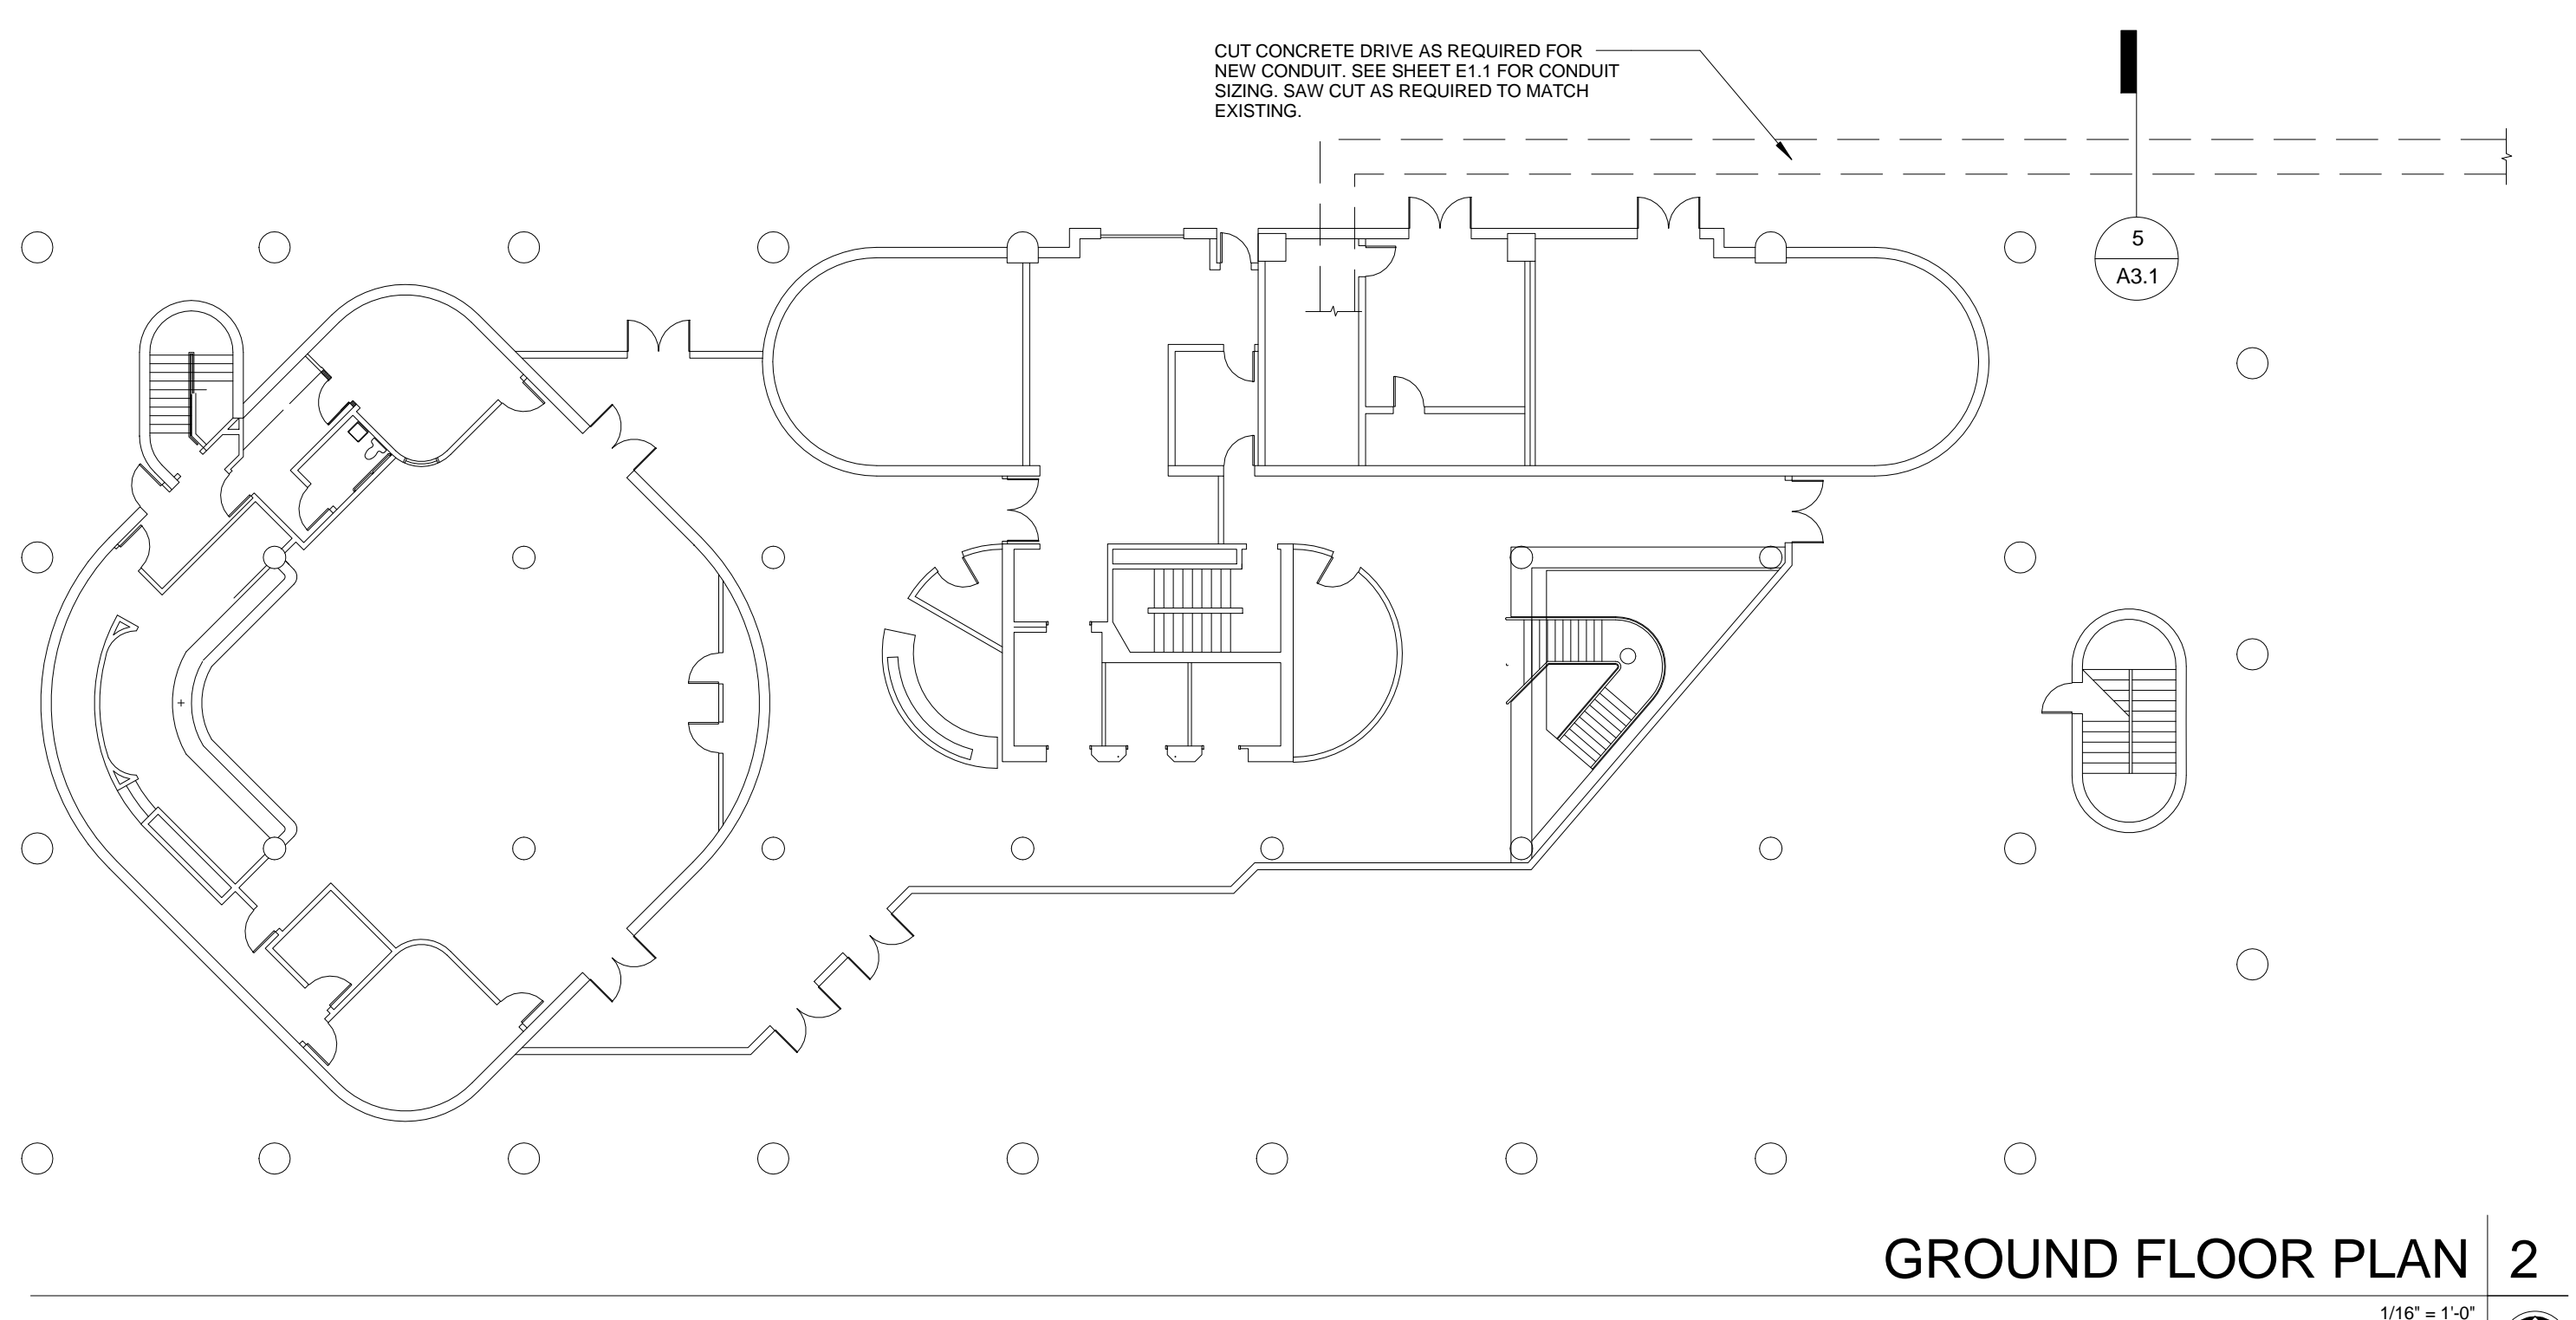 CUT CONCRETE DRIVE AS REQUIRED FOR
NEW CONDUIT. SEE SHEET E1.1 FOR CONDUIT
SIZING. SAW CUT AS REQUIRED TO MATCH
EXISTING.
5
A3.1
GROUND FLOOR PLAN 2
1/16" = 1'-0"